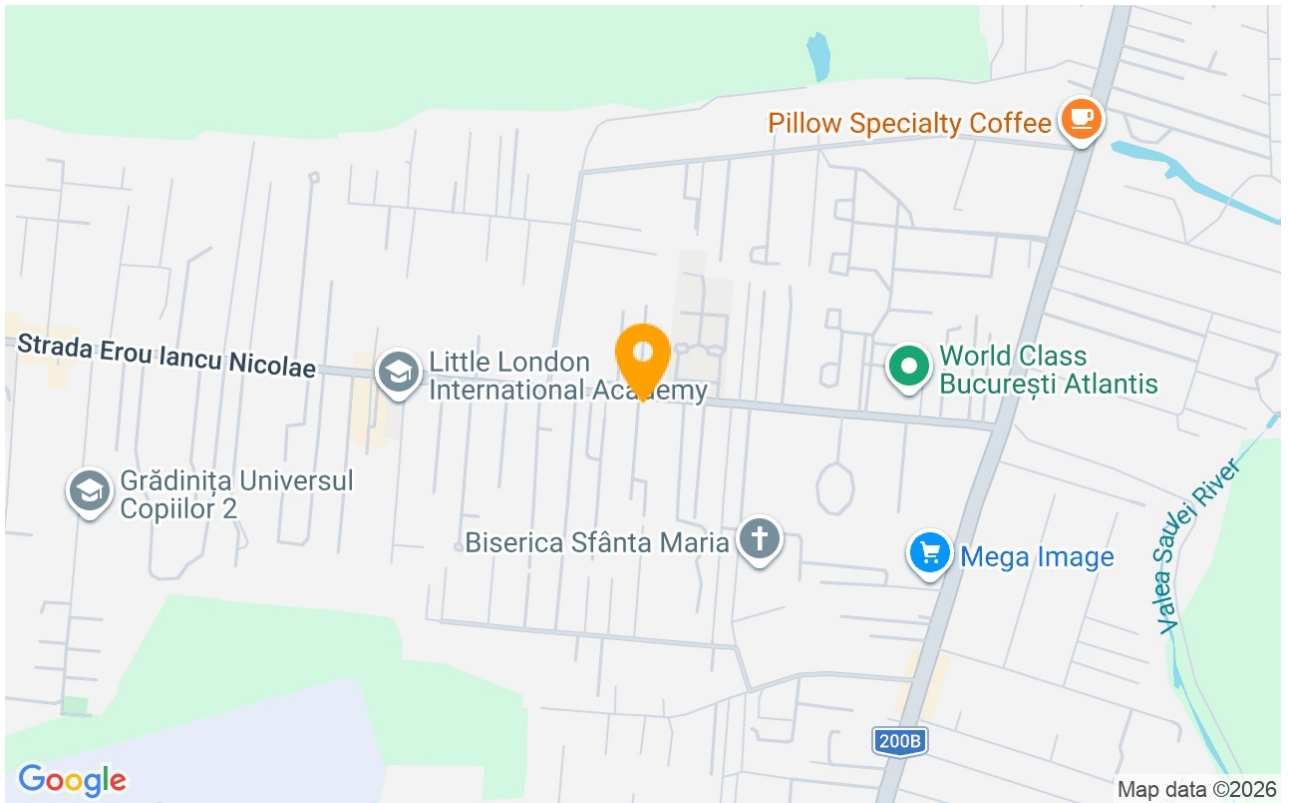 Pillow Specialty Coffee
Strada Erou Iancu Nicolae
Little London
International Academy
World Class
București Atlantis
Grădinița Universul
Copiilor 2
Biserica Sfânta Maria
Mega Image
Valea Saulei River
200B
Google
Map data ©2026